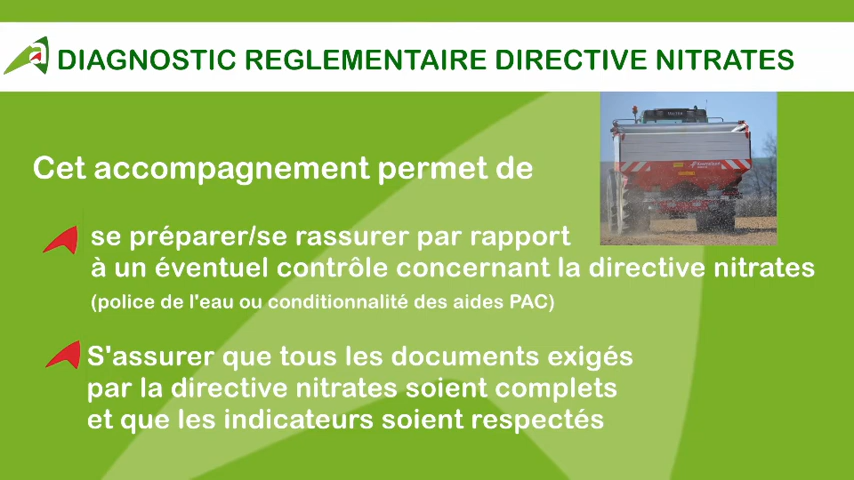 DIAGNOSTIC REGLEMENTAIRE DIRECTIVE NITRATES
Cet accompagnement permet de
se préparer/se rassurer par rapport
à un éventuel contrôle concernant la directive nitrates
(police de l'eau ou conditionnalité des aides PAC)
S'assurer que tous les documents exigés
par la directive nitrates soient complets
et que les indicateurs soient respectés